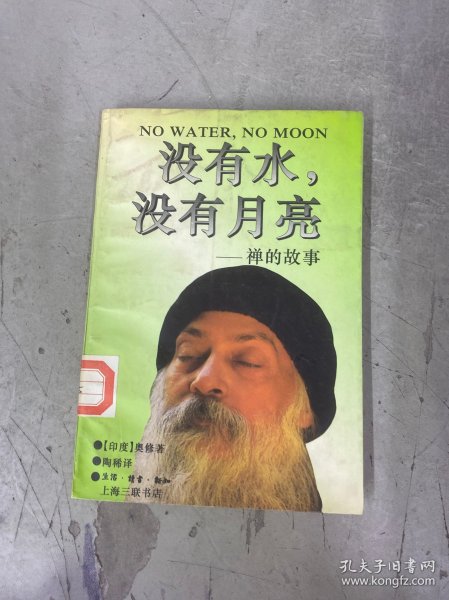 NO WATER, NO MOON
没有水，
没有月亮
——禅的故事
●【印度】奥修著
●陶稀译
●生活·读书·新知
上海三联书店
孔夫子旧书网
www.kongfz.com